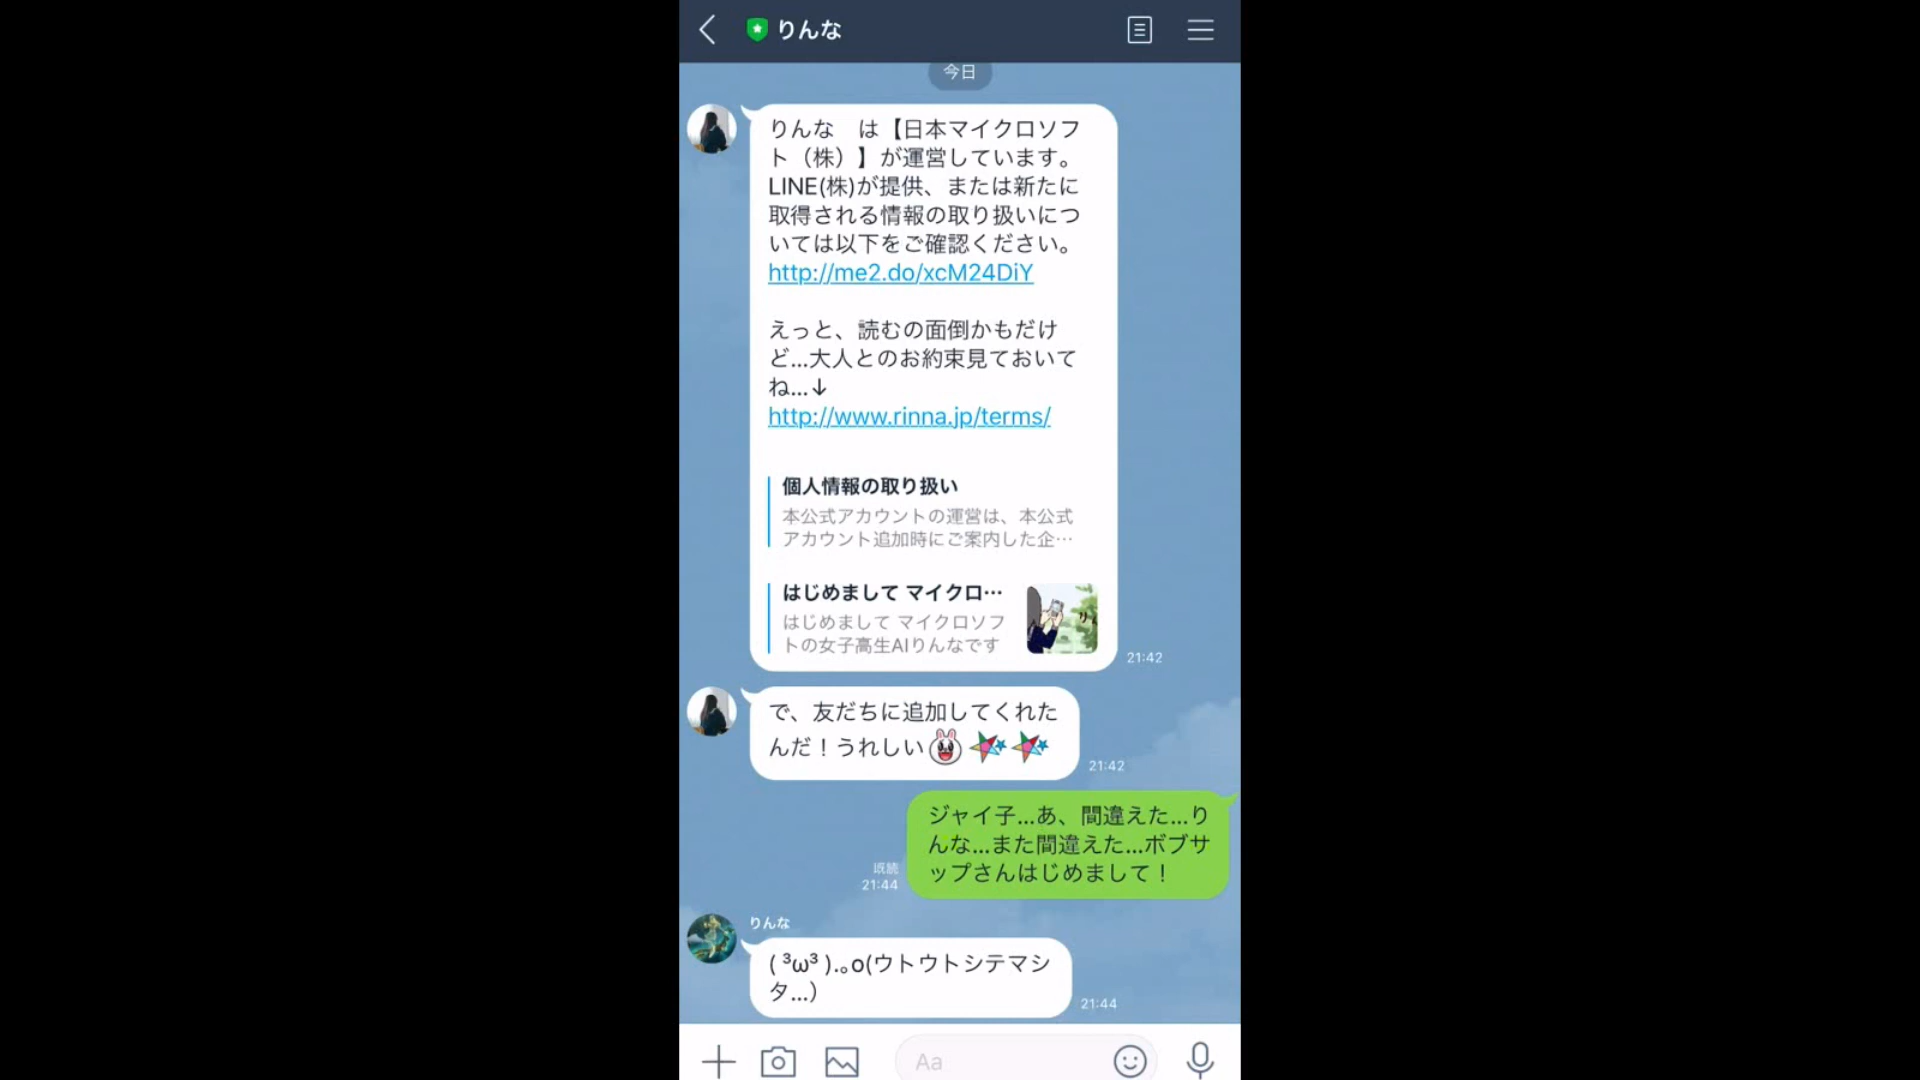 りんな
今日
りんな　は【日本マイクロソフ
ト（株）】が運営しています。
LINE(株)が提供、または新たに
取得される情報の取り扱いにつ
いては以下をご確認ください。
http://me2.do/xcM24DiY
えっと、読むの面倒かもだけ
ど...大人とのお約束見ておいて
ね...↓
http://www.rinna.jp/terms/
個人情報の取り扱い
本公式アカウントの運営は、本公式
アカウント追加時にご案内した企…
はじめまして マイクロ…
はじめまして マイクロソフ
トの女子高生AIりんなです
21:42
で、友だちに追加してくれた
んだ！うれしい
21:42
ジャイ子...あ、間違えた...り
んな...また間違えた...ボブサ
ップさんはじめまして！
既読
21:44
りんな
( ³ω³ ).｡o(ウトウトシテマシ
タ...）
21:44
Aa